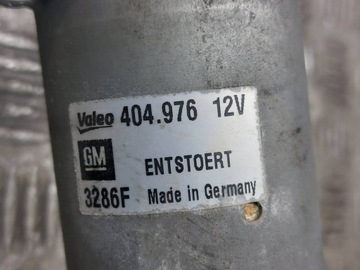 Valeo 404.976 12V
GM ENTSTOERT
3286F Made in Germany